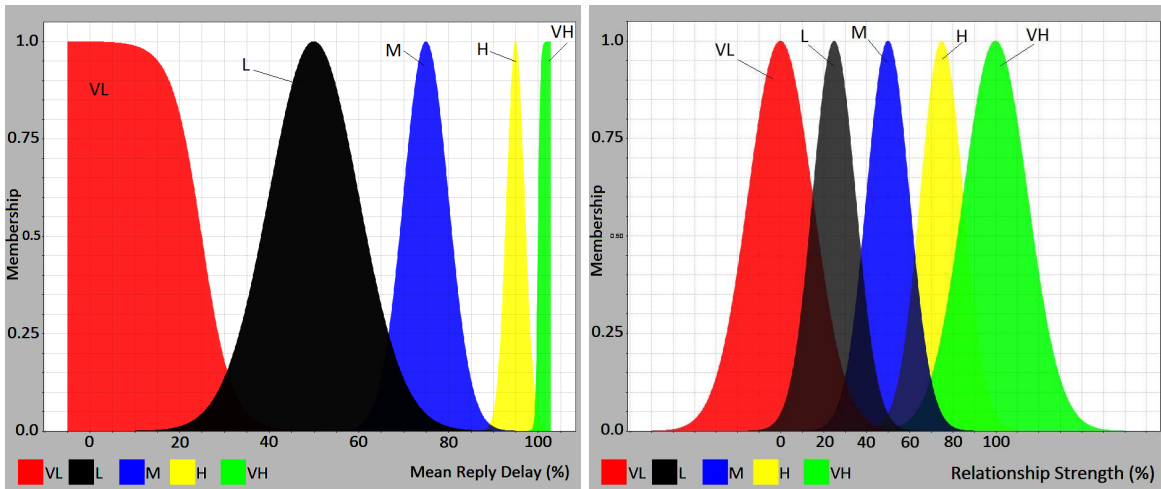 1.0
0.75
0.5
0.25
0.0
Membership
VL
L
M
H
VH
0 20 40 60 80 100
VL L M H VH Mean Reply Delay (%)
1.0
0.75
0.50
0.25
0.0
Membership
VL
L
M
H
VH
0 20 40 60 80 100
VL L M H VH Relationship Strength (%)